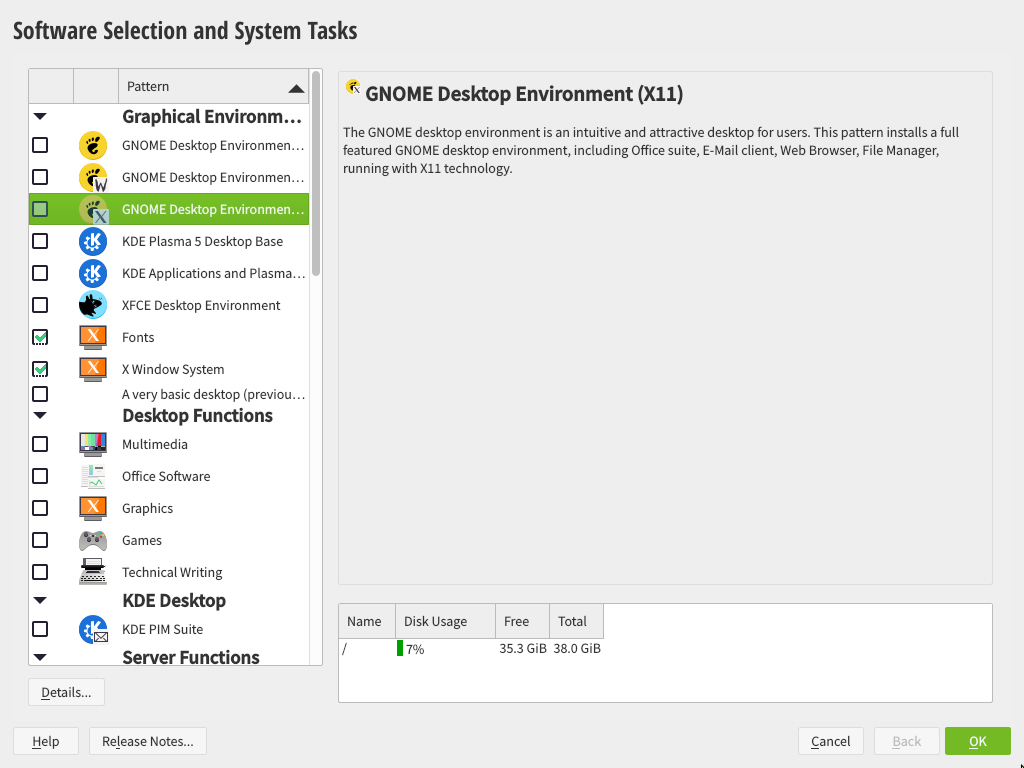 Software Selection and System Tasks
Pattern
Graphical Environm...
GNOME Desktop Environmen...
GNOME Desktop Environmen...
W
GNOME Desktop Environmen...
X
KDE Plasma 5 Desktop Base
KDE Applications and Plasma...
XFCE Desktop Environment
X
Fonts
X
X Window System
A very basic desktop (previou...
Desktop Functions
Multimedia
Office Software
X
Graphics
Games
Technical Writing
KDE Desktop
KDE PIM Suite
Server Functions
Details...
GNOME Desktop Environment (X11)
The GNOME desktop environment is an intuitive and attractive desktop for users. This pattern installs a full
featured GNOME desktop environment, including Office suite, E-Mail client, Web Browser, File Manager,
running with X11 technology.
Name Disk Usage Free Total
/ 7% 35.3 GiB 38.0 GiB
Help Release Notes... Cancel Back OK